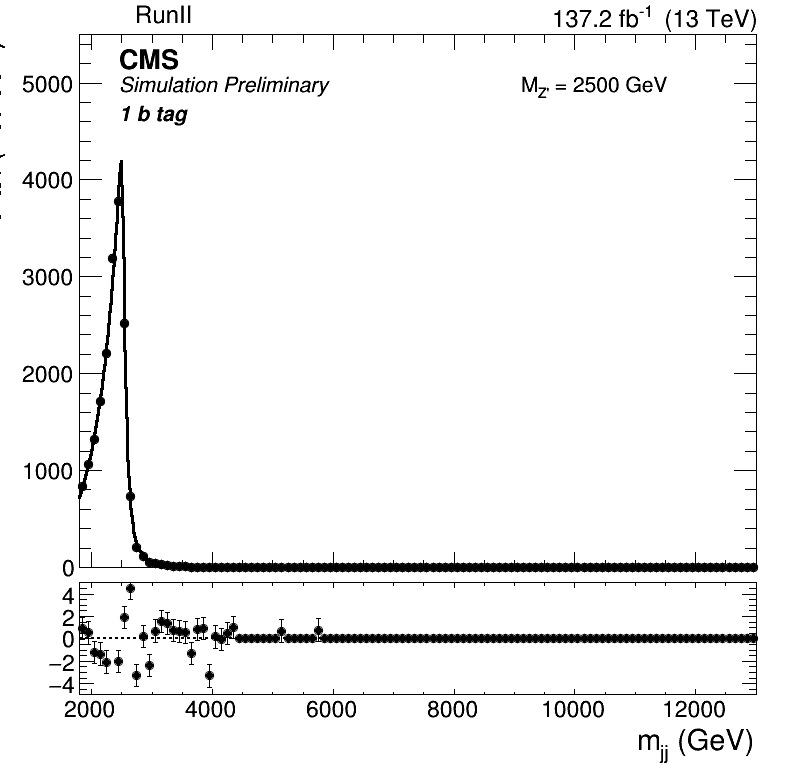 RunII
137.2 fb⁻¹ (13 TeV)
CMS
Simulation Preliminary
M_Z' = 2500 GeV
1 b tag
5000
4000
3000
2000
1000
0
4
2
0
−2
−4
2000 4000 6000 8000 10000 12000
m_jj (GeV)